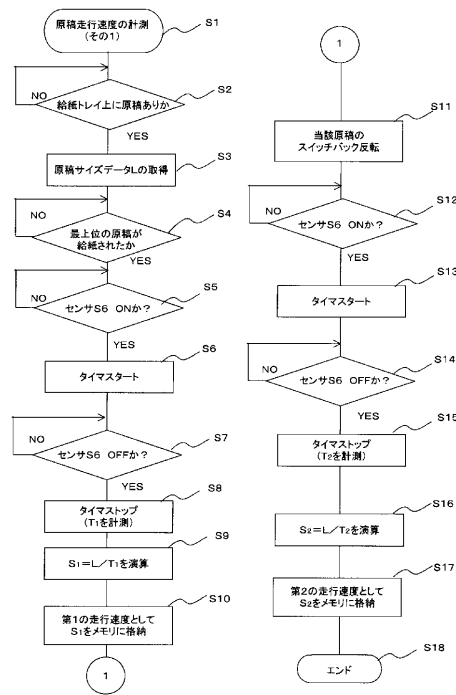 原稿走行速度の計測
(その1)
S1
給紙トレイ上に原稿ありか
S2
NO
YES
原稿サイズデータLの取得
S3
最上位の原稿が
給紙されたか
S4
NO
YES
センサS6 ONか?
S5
NO
YES
タイマスタート
S6
センサS6 OFFか?
S7
NO
YES
タイマストップ
(T₁を計測)
S8
S₁=L/T₁を演算
S9
第1の走行速度として
S₁をメモリに格納
S10
1
1
当該原稿の
スイッチバック反転
S11
センサS6 ONか?
S12
NO
YES
タイマスタート
S13
センサS6 OFFか?
S14
NO
YES
タイマストップ
(T₂を計測)
S15
S₂=L/T₂を演算
S16
第2の走行速度として
S₂をメモリに格納
S17
エンド
S18